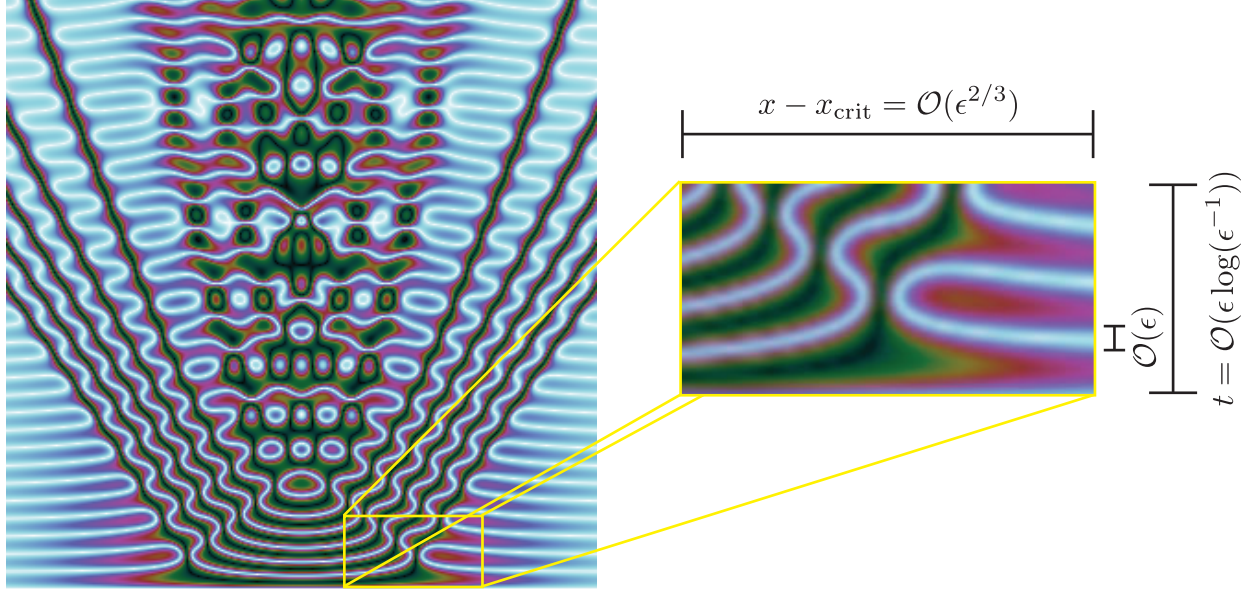 x − x_crit = 𝒪(ϵ^{2/3})
𝒪(ϵ)
t = 𝒪(ϵ log(ϵ^{−1}))